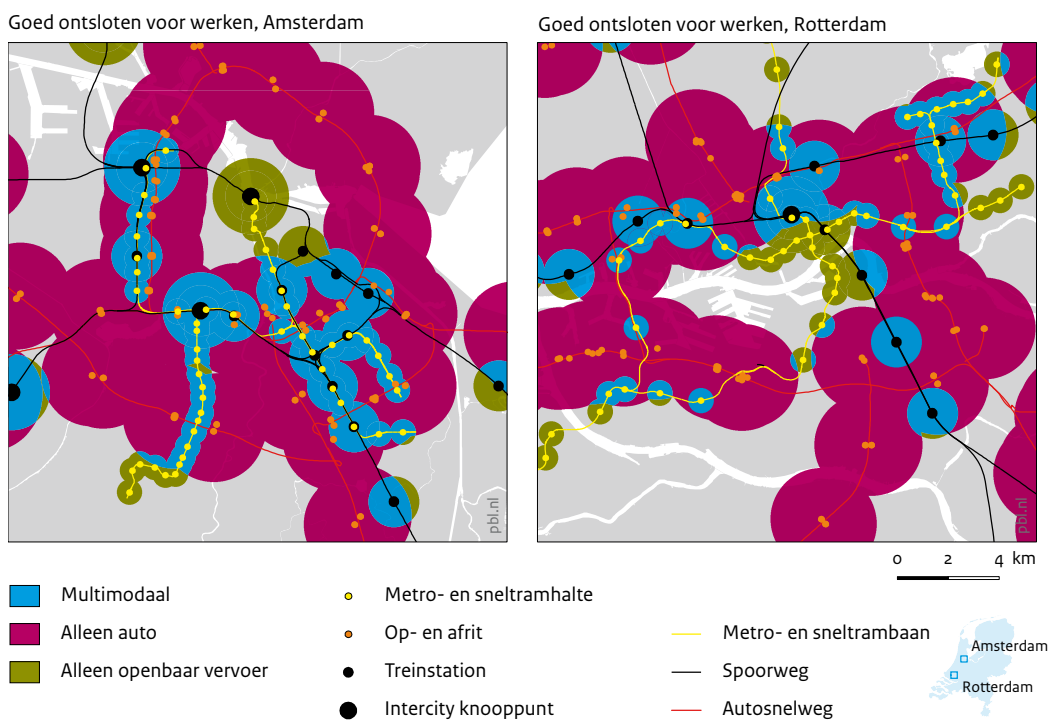 Goed ontsloten voor werken, Amsterdam
Goed ontsloten voor werken, Rotterdam
pbl.nl
pbl.nl
0 2 4 km
Multimodaal
Alleen auto
Alleen openbaar vervoer
Metro- en sneltramhalte
Op- en afrit
Treinstation
Intercity knooppunt
Metro- en sneltrambaan
Spoorweg
Autosnelweg
Amsterdam
Rotterdam